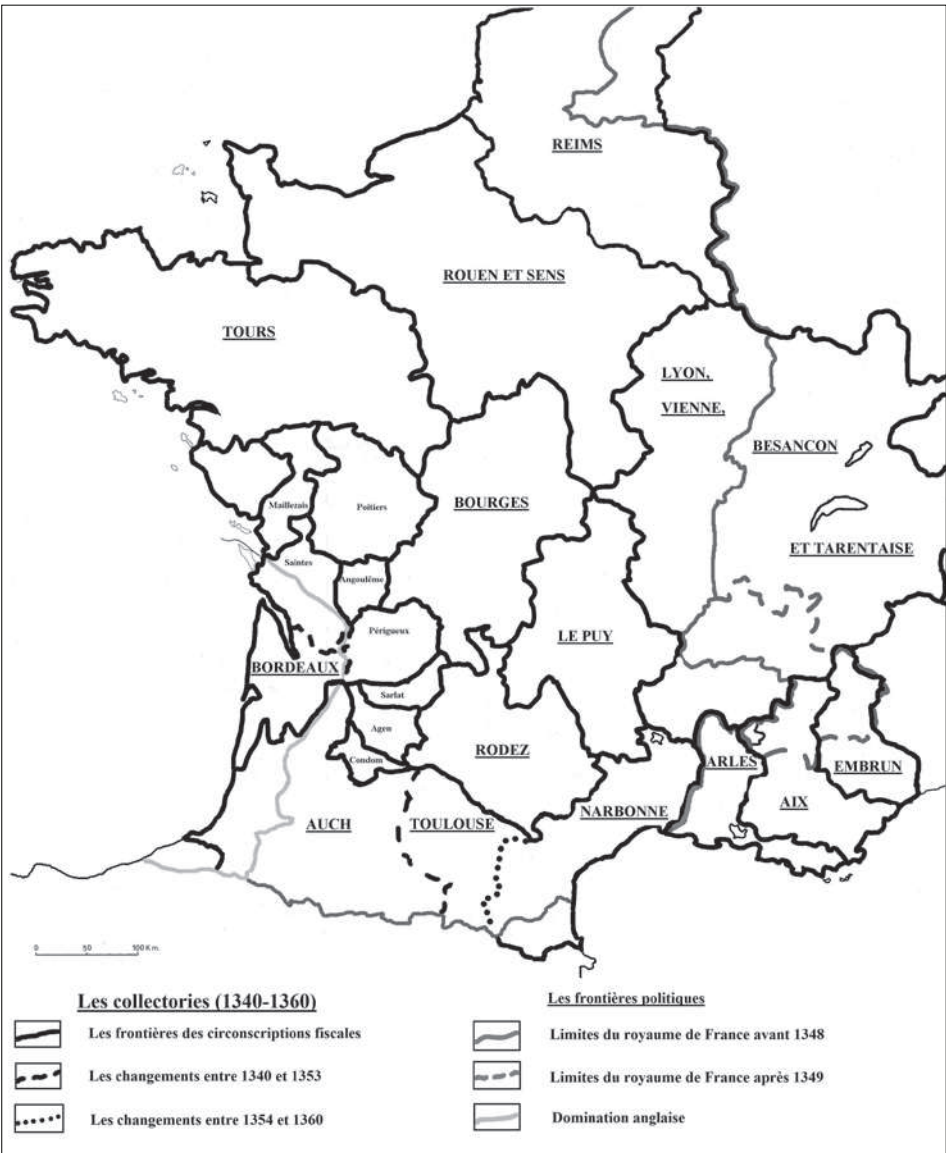 REIMS
ROUEN ET SENS
TOURS
LYON,
VIENNE,
BESANCON
ET TARENTAISE
BOURGES
Maillezais
Poitiers
Saintes
Angoulême
Périgueux
LE PUY
BORDEAUX
Sarlat
Agen
Condom
RODEZ
ARLES
EMBRUN
AIX
NARBONNE
AUCH
TOULOUSE
0 50 100 Km.
Les collectories (1340-1360)
Les frontières des circonscriptions fiscales
Les changements entre 1340 et 1353
Les changements entre 1354 et 1360
Les frontières politiques
Limites du royaume de France avant 1348
Limites du royaume de France après 1349
Domination anglaise